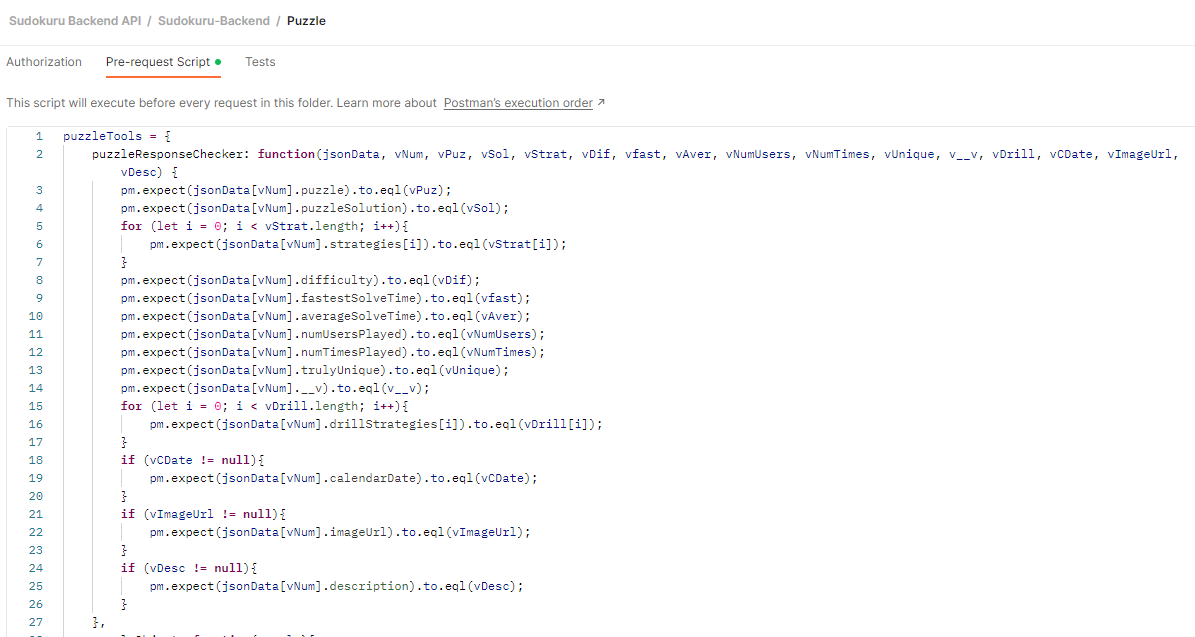 Sudokuru Backend API / Sudokuru-Backend / Puzzle
Authorization Pre-request Script Tests
This script will execute before every request in this folder. Learn more about Postman's execution order ↗
1 puzzleTools = {
2 puzzleResponseChecker: function(jsonData, vNum, vPuz, vSol, vStrat, vDif, vfast, vAver, vNumUsers, vNumTimes, vUnique, v__v, vDrill, vCDate, vImageUrl,
vDesc) {
3 pm.expect(jsonData[vNum].puzzle).to.eql(vPuz);
4 pm.expect(jsonData[vNum].puzzleSolution).to.eql(vSol);
5 for (let i = 0; i < vStrat.length; i++){
6 pm.expect(jsonData[vNum].strategies[i]).to.eql(vStrat[i]);
7 }
8 pm.expect(jsonData[vNum].difficulty).to.eql(vDif);
9 pm.expect(jsonData[vNum].fastestSolveTime).to.eql(vfast);
10 pm.expect(jsonData[vNum].averageSolveTime).to.eql(vAver);
11 pm.expect(jsonData[vNum].numUsersPlayed).to.eql(vNumUsers);
12 pm.expect(jsonData[vNum].numTimesPlayed).to.eql(vNumTimes);
13 pm.expect(jsonData[vNum].trulyUnique).to.eql(vUnique);
14 pm.expect(jsonData[vNum].__v).to.eql(v__v);
15 for (let i = 0; i < vDrill.length; i++){
16 pm.expect(jsonData[vNum].drillStrategies[i]).to.eql(vDrill[i]);
17 }
18 if (vCDate != null){
19 pm.expect(jsonData[vNum].calendarDate).to.eql(vCDate);
20 }
21 if (vImageUrl != null){
22 pm.expect(jsonData[vNum].imageUrl).to.eql(vImageUrl);
23 }
24 if (vDesc != null){
25 pm.expect(jsonData[vNum].description).to.eql(vDesc);
26 }
27 },